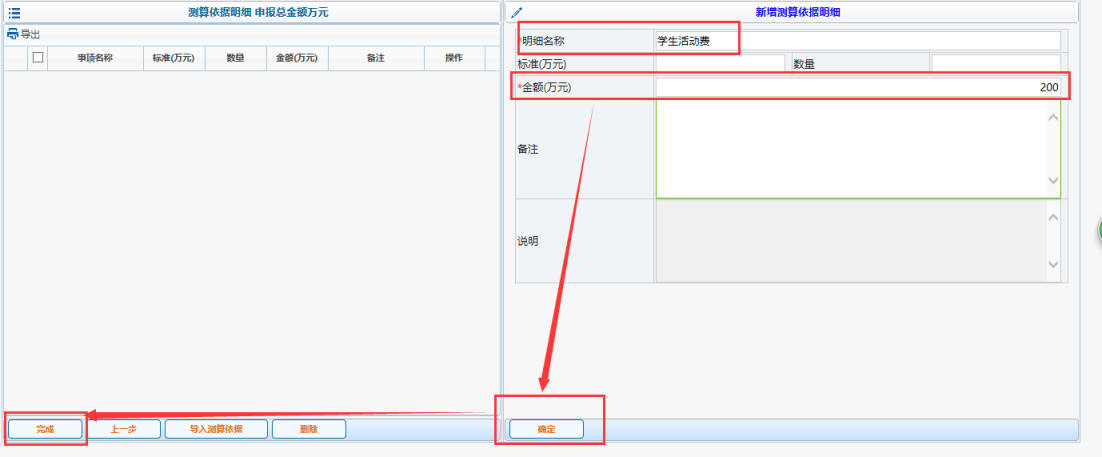 测算依据明细 申报总金额万元
导出
事项名称 标准(万元) 数量 金额(万元) 备注 操作
完成 上一步 导入测算依据 删除
新增测算依据明细
*明细名称 学生活动费
标准(万元) 数量
*金额(万元) 200
备注
说明
确定